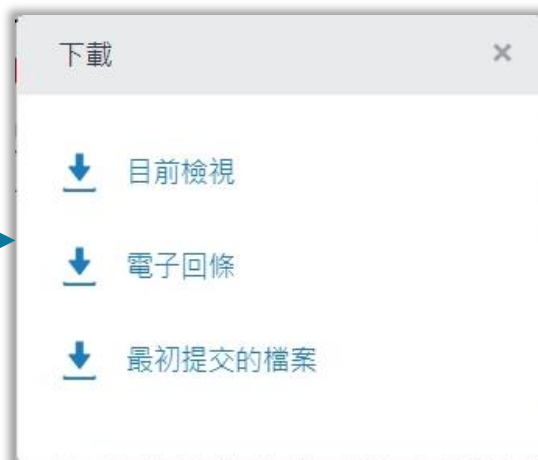 下載
目前檢視
電子回條
最初提交的檔案